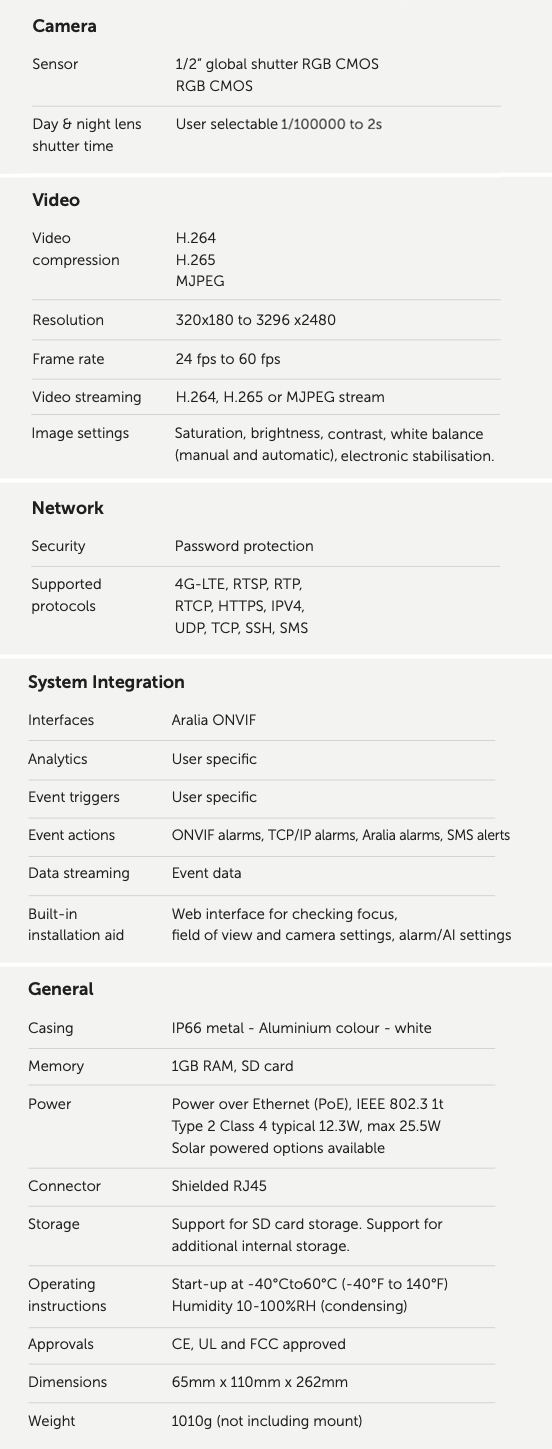 Camera
Sensor 1/2” global shutter RGB CMOS
RGB CMOS
Day & night lens User selectable 1/100000 to 2s
shutter time
Video
Video H.264
compression H.265
MJPEG
Resolution 320x180 to 3296 x2480
Frame rate 24 fps to 60 fps
Video streaming H.264, H.265 or MJPEG stream
Image settings Saturation, brightness, contrast, white balance
(manual and automatic), electronic stabilisation.
Network
Security Password protection
Supported 4G-LTE, RTSP, RTP,
protocols RTCP, HTTPS, IPV4,
UDP, TCP, SSH, SMS
System Integration
Interfaces Aralia ONVIF
Analytics User specific
Event triggers User specific
Event actions ONVIF alarms, TCP/IP alarms, Aralia alarms, SMS alerts
Data streaming Event data
Built-in Web interface for checking focus,
installation aid field of view and camera settings, alarm/AI settings
General
Casing IP66 metal - Aluminium colour - white
Memory 1GB RAM, SD card
Power Power over Ethernet (PoE), IEEE 802.3 1t
Type 2 Class 4 typical 12.3W, max 25.5W
Solar powered options available
Connector Shielded RJ45
Storage Support for SD card storage. Support for
additional internal storage.
Operating Start-up at -40°Cto60°C (-40°F to 140°F)
instructions Humidity 10-100%RH (condensing)
Approvals CE, UL and FCC approved
Dimensions 65mm x 110mm x 262mm
Weight 1010g (not including mount)